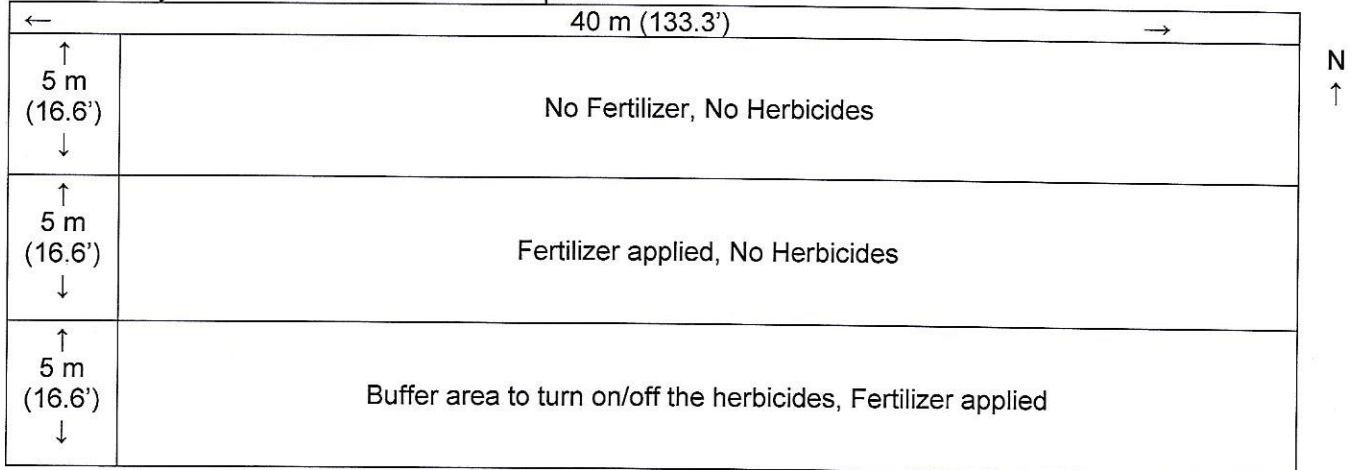 ← 40 m (133.3') →
N
↑
↑
5 m
(16.6')
↓
No Fertilizer, No Herbicides
↑
5 m
(16.6')
↓
Fertilizer applied, No Herbicides
↑
5 m
(16.6')
↓
Buffer area to turn on/off the herbicides, Fertilizer applied